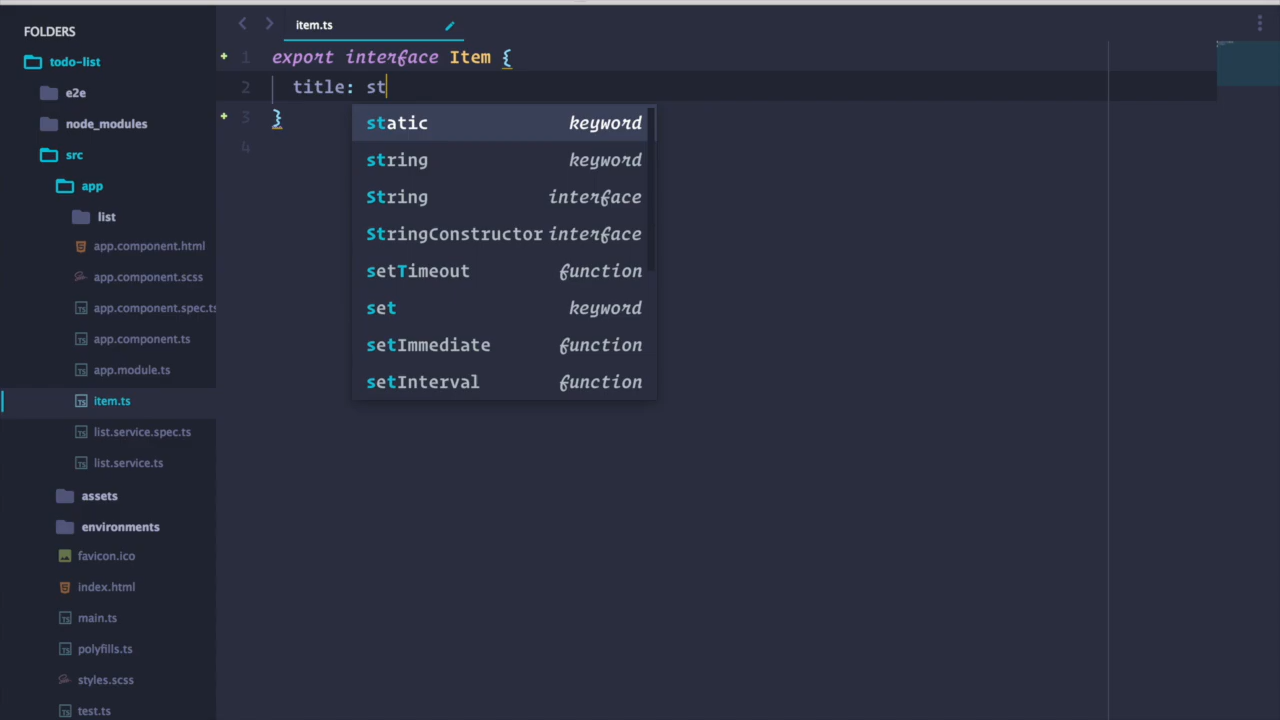 FOLDERS
todo-list
e2e
node_modules
src
app
list
app.component.html
app.component.scss
app.component.spec.ts
app.component.ts
app.module.ts
item.ts
list.service.spec.ts
list.service.ts
assets
environments
favicon.ico
index.html
main.ts
polyfills.ts
styles.scss
test.ts
item.ts
+ 1 export interface Item {
2 title: st
+ 3 }
4
static keyword
string keyword
String interface
StringConstructor interface
setTimeout function
set keyword
setImmediate function
setInterval function